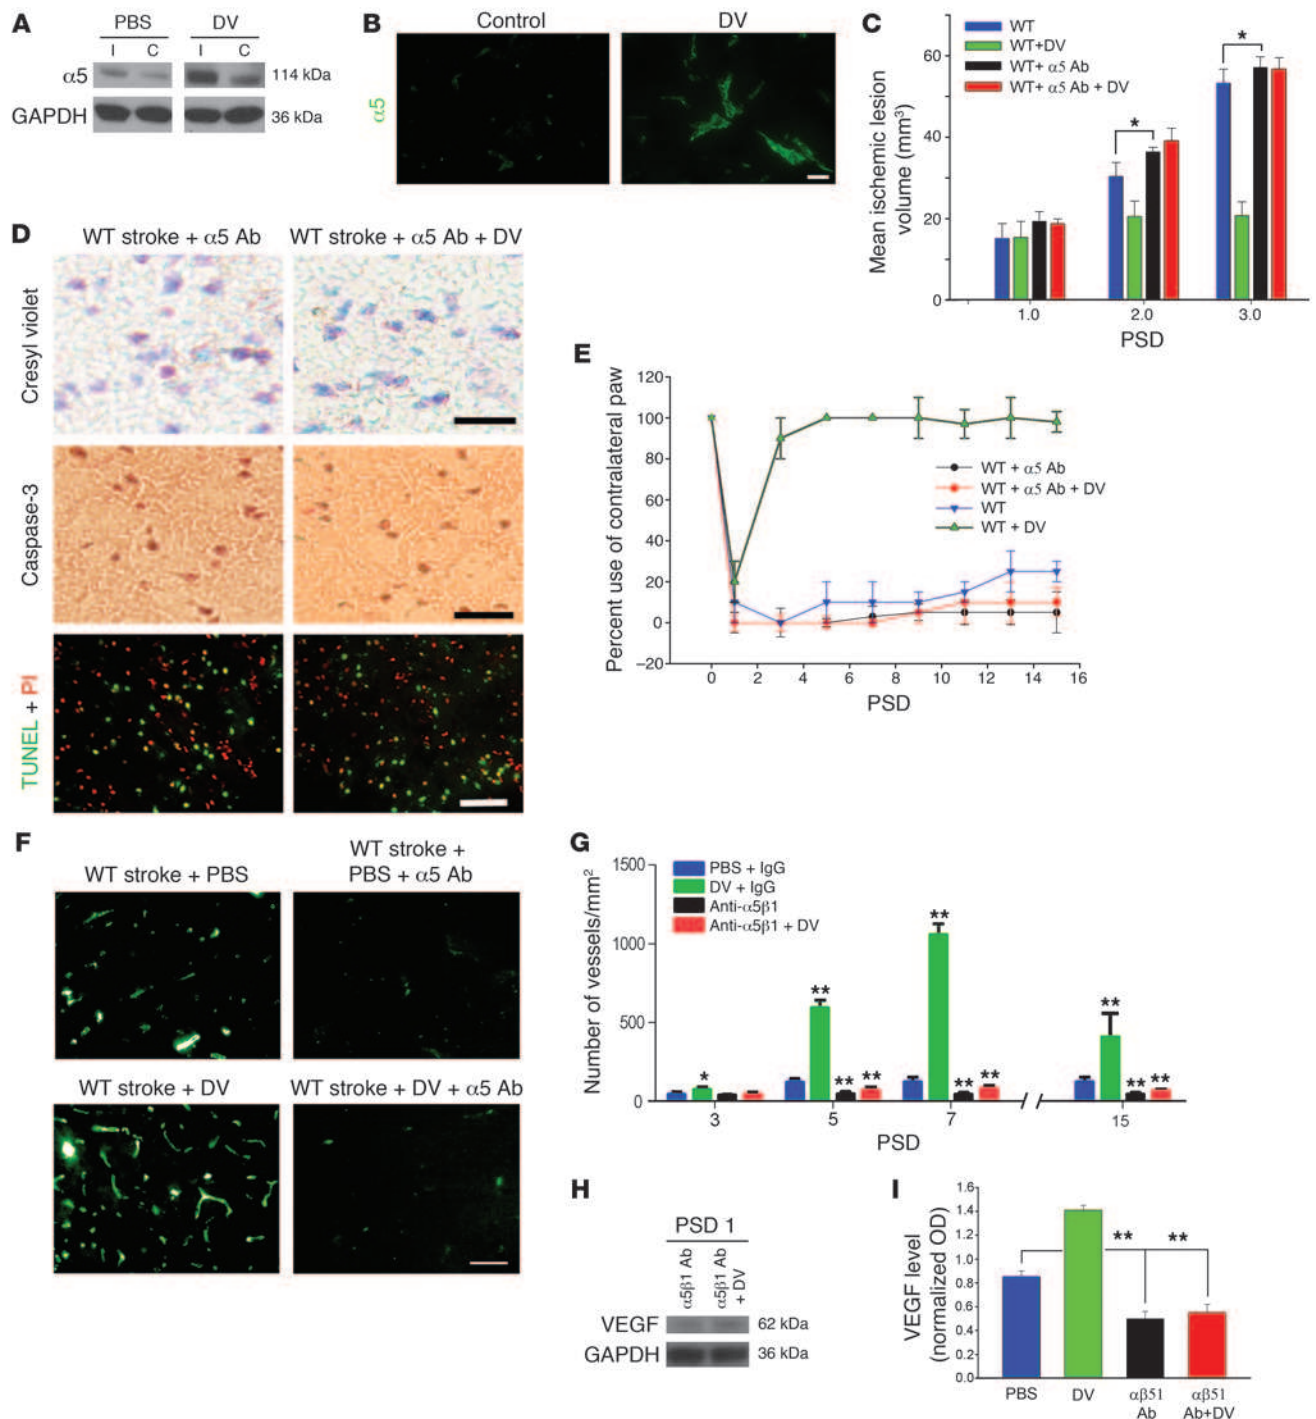 A
PBS DV
I C I C
α5 114 kDa
GAPDH 36 kDa
B
Control DV
α5
C
WT
WT+DV
WT+ α5 Ab
WT+ α5 Ab + DV
Mean ischemic lesion
volume (mm³)
60
40
20
0
*
*
1.0 2.0 3.0
PSD
D
WT stroke + α5 Ab WT stroke + α5 Ab + DV
Cresyl violet
Caspase-3
TUNEL + PI
E
Percent use of contralateral paw
120
100
80
60
40
20
0
–20
WT + α5 Ab
WT + α5 Ab + DV
WT
WT + DV
0 2 4 6 8 10 12 14 16
PSD
F
WT stroke + PBS
WT stroke +
PBS + α5 Ab
WT stroke + DV
WT stroke + DV + α5 Ab
G
Number of vessels/mm²
1500
1000
500
0
PBS + IgG
DV + IgG
Anti-α5β1
Anti-α5β1 + DV
*
** ** **
** ** **
** ** **
3 5 7 15
PSD
H
PSD 1
α5β1 Ab
α5β1 Ab
+ DV
VEGF 62 kDa
GAPDH 36 kDa
I
VEGF level
(normalized OD)
1.6
1.4
1.2
1.0
0.8
0.6
0.4
0.2
0.0
** **
PBS DV αβ51 αβ51
Ab Ab+DV